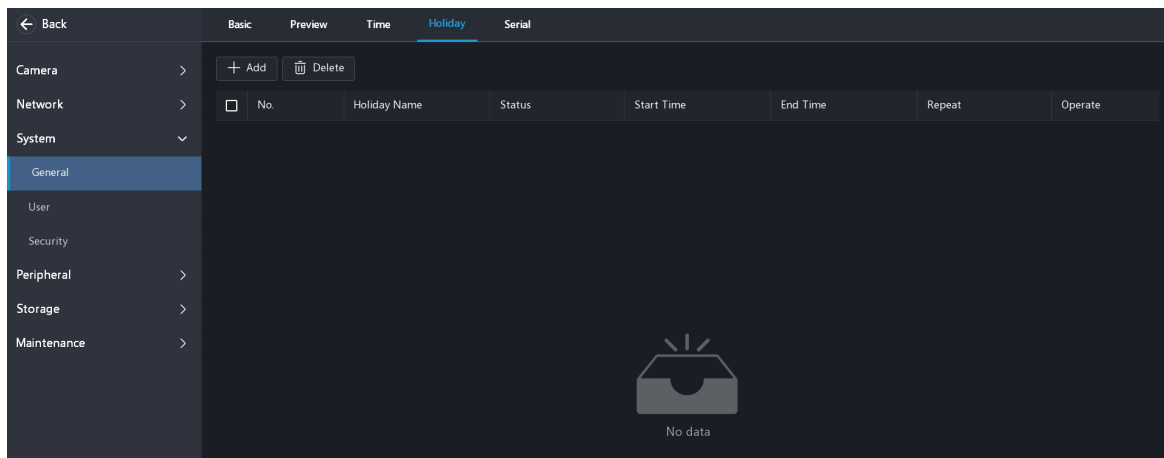 Back
Basic Preview Time Holiday Serial
Camera
Network
System
General
User
Security
Peripheral
Storage
Maintenance
Add Delete
No. Holiday Name Status Start Time End Time Repeat Operate
No data